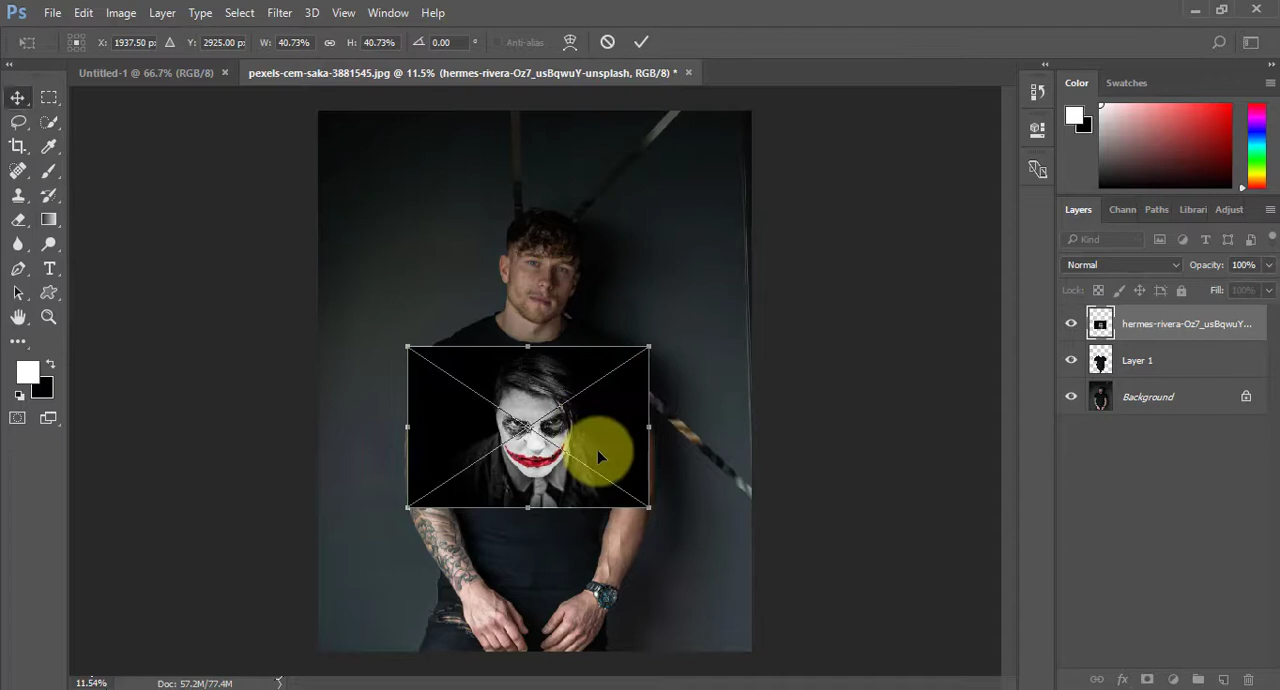 Ps File Edit Image Layer Type Select Filter 3D View Window Help
X: 1937.50 px Y: 2925.00 px W: 40.73% H: 40.73% 0.00 ° Anti-alias
Untitled-1 @ 66.7% (RGB/8) × pexels-cem-saka-3881545.jpg @ 11.5% (hermes-rivera-Oz7_usBqwuY-unsplash, RGB/8) * ×
Color Swatches
Layers Chann Paths Librari Adjust
Kind
Normal Opacity: 100%
Lock: Fill: 100%
hermes-rivera-Oz7_usBqwuY...
Layer 1
Background
11.54% Doc: 57.2M/77.4M